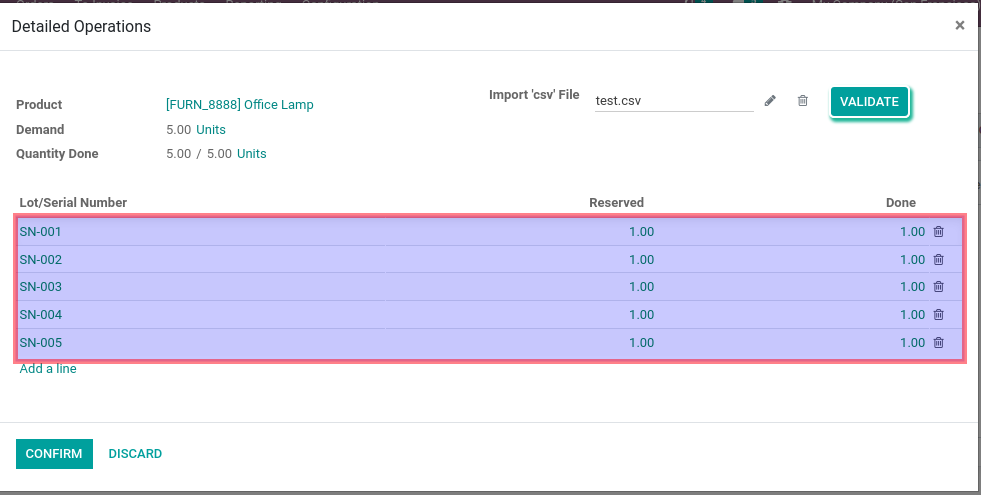 Detailed Operations ×
Product [FURN_8888] Office Lamp
Import 'csv' File test.csv VALIDATE
Demand 5.00 Units
Quantity Done 5.00 / 5.00 Units
Lot/Serial Number Reserved Done
SN-001 1.00 1.00
SN-002 1.00 1.00
SN-003 1.00 1.00
SN-004 1.00 1.00
SN-005 1.00 1.00
Add a line
CONFIRM DISCARD